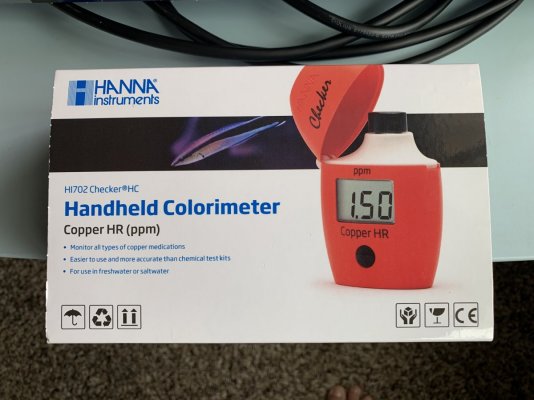 HANNA
instruments
HI702 Checker®HC
Handheld Colorimeter
Copper HR (ppm)
• Monitor all types of copper medications
• Easier to use and more accurate than chemical test kits
• For use in freshwater or saltwater
HANNA
Checker
ppm
1.50
Copper HR
CE